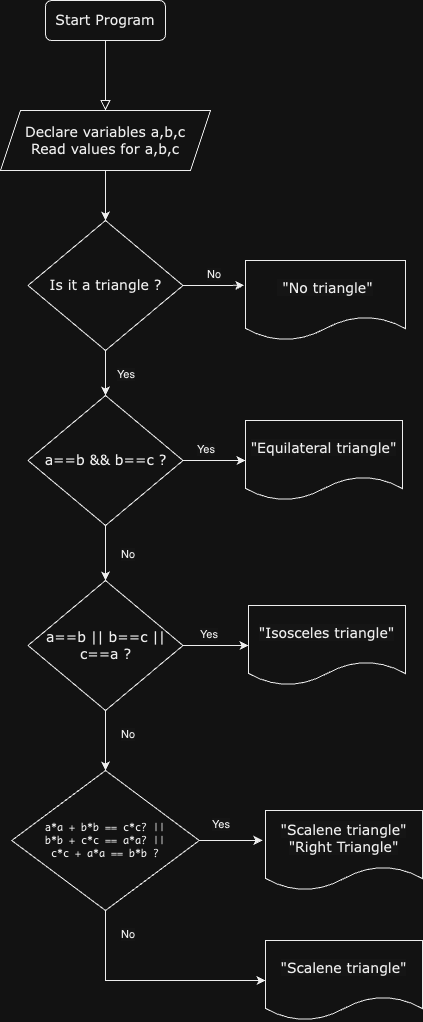 Start Program
Declare variables a,b,c
Read values for a,b,c
Is it a triangle ?
No
"No triangle"
Yes
a==b && b==c ?
Yes
"Equilateral triangle"
No
a==b || b==c ||
c==a ?
Yes
"Isosceles triangle"
No
a*a + b*b == c*c? ||
b*b + c*c == a*a? ||
c*c + a*a == b*b ?
Yes
"Scalene triangle"
"Right Triangle"
No
"Scalene triangle"